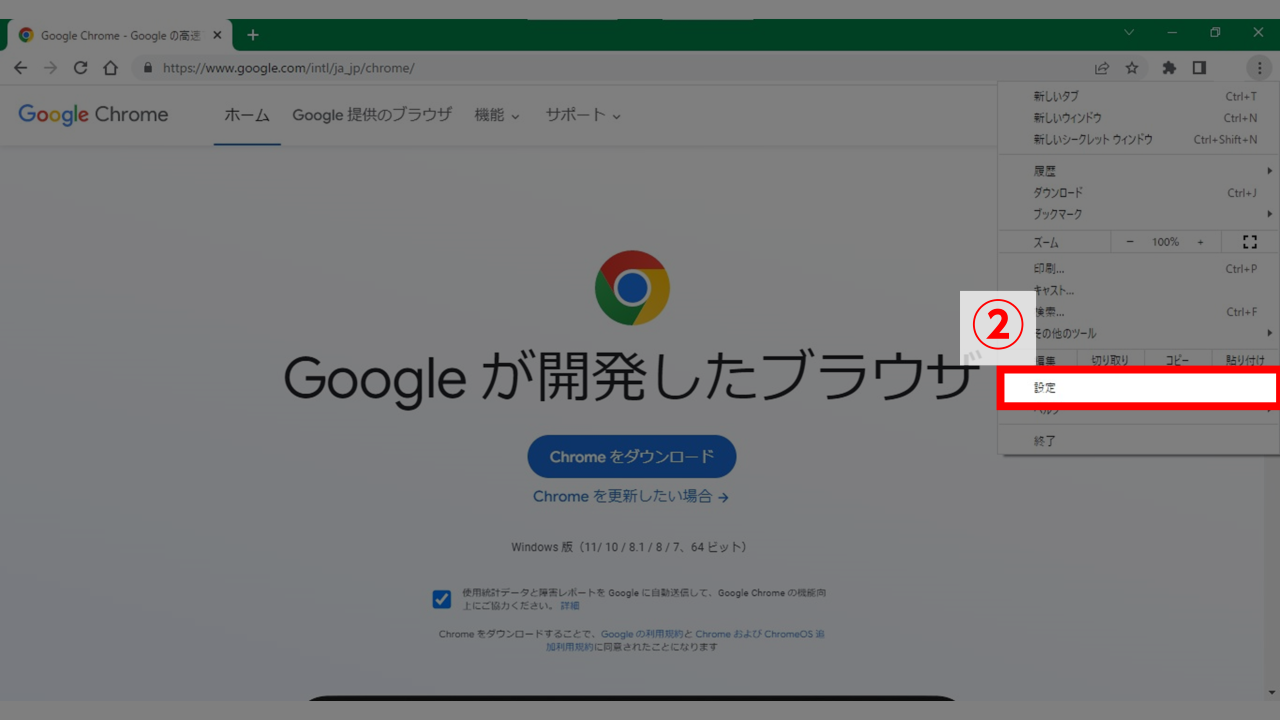 Google Chrome - Google の高速
https://www.google.com/intl/ja_jp/chrome/
Google Chrome ホーム Google 提供のブラウザ 機能 サポート
新しいタブ Ctrl+T
新しいウィンドウ Ctrl+N
新しいシークレット ウィンドウ Ctrl+Shift+N
履歴
ダウンロード Ctrl+J
ブックマーク
ズーム - 100% +
印刷... Ctrl+P
キャスト...
検索... Ctrl+F
その他のツール
②
編集 切り取り コピー 貼り付け
設定
ヘルプ
終了
Google が開発したブラウザ
Chrome をダウンロード
Chrome を更新したい場合 →
Windows 版（11/ 10 / 8.1 / 8 / 7、64 ビット）
使用統計データと障害レポートを Google に自動送信して、Google Chrome の機能向
上にご協力ください。 詳細
Chrome をダウンロードすることで、Google の利用規約と Chrome および ChromeOS 追
加利用規約に同意されたことになります